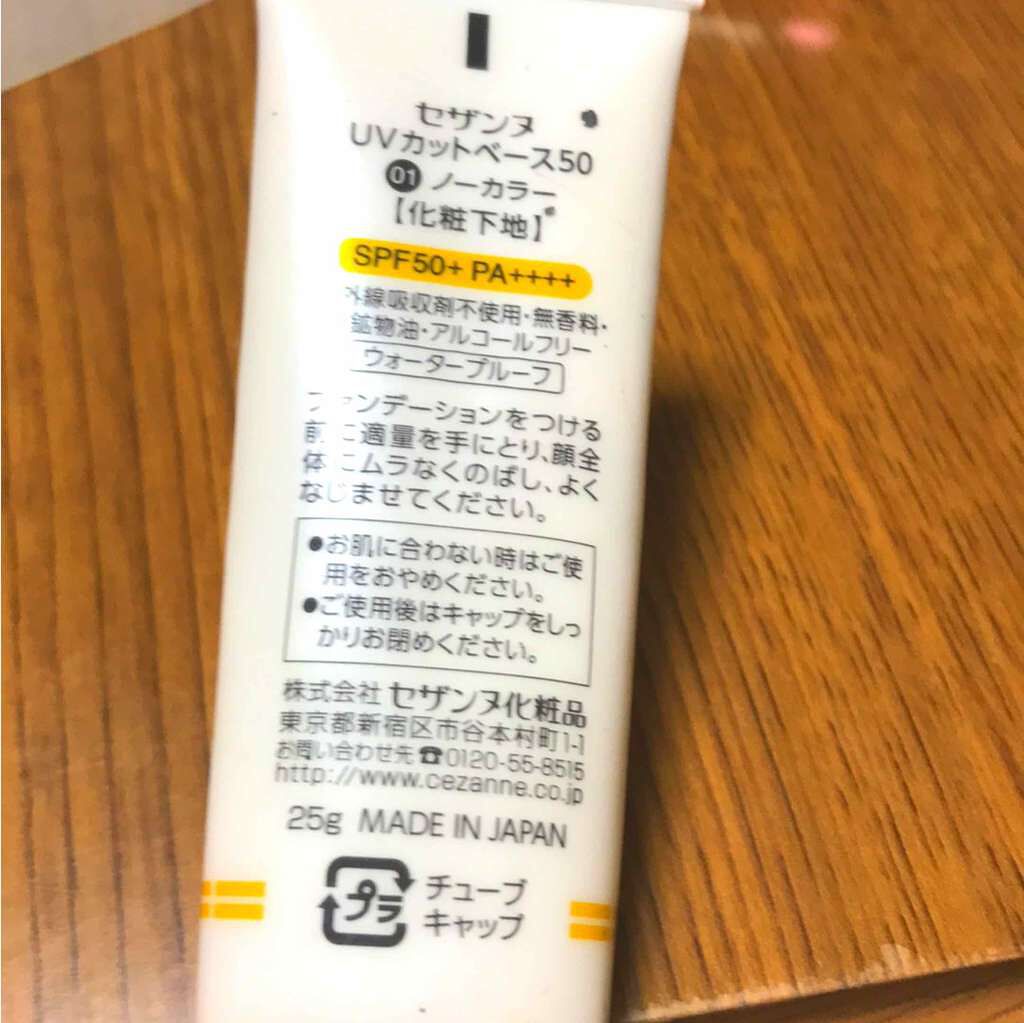 セザンヌ
UVカットベース50
01 ノーカラー
【化粧下地】
SPF50+ PA++++
外線吸収剤不使用・無香料・
鉱物油・アルコールフリー
ウォータープルーフ
ファンデーションをつける
前に適量を手にとり、顔全
体にムラなくのばし、よく
なじませてください。
●お肌に合わない時はご使
用をおやめください。
●ご使用後はキャップをしっ
かりお閉めください。
株式会社 セザンヌ化粧品
東京都新宿区市谷本村町1-1
お問い合わせ先☎0120-55-8515
http://www.cezanne.co.jp
25g MADE IN JAPAN
プラ チューブ
キャップ